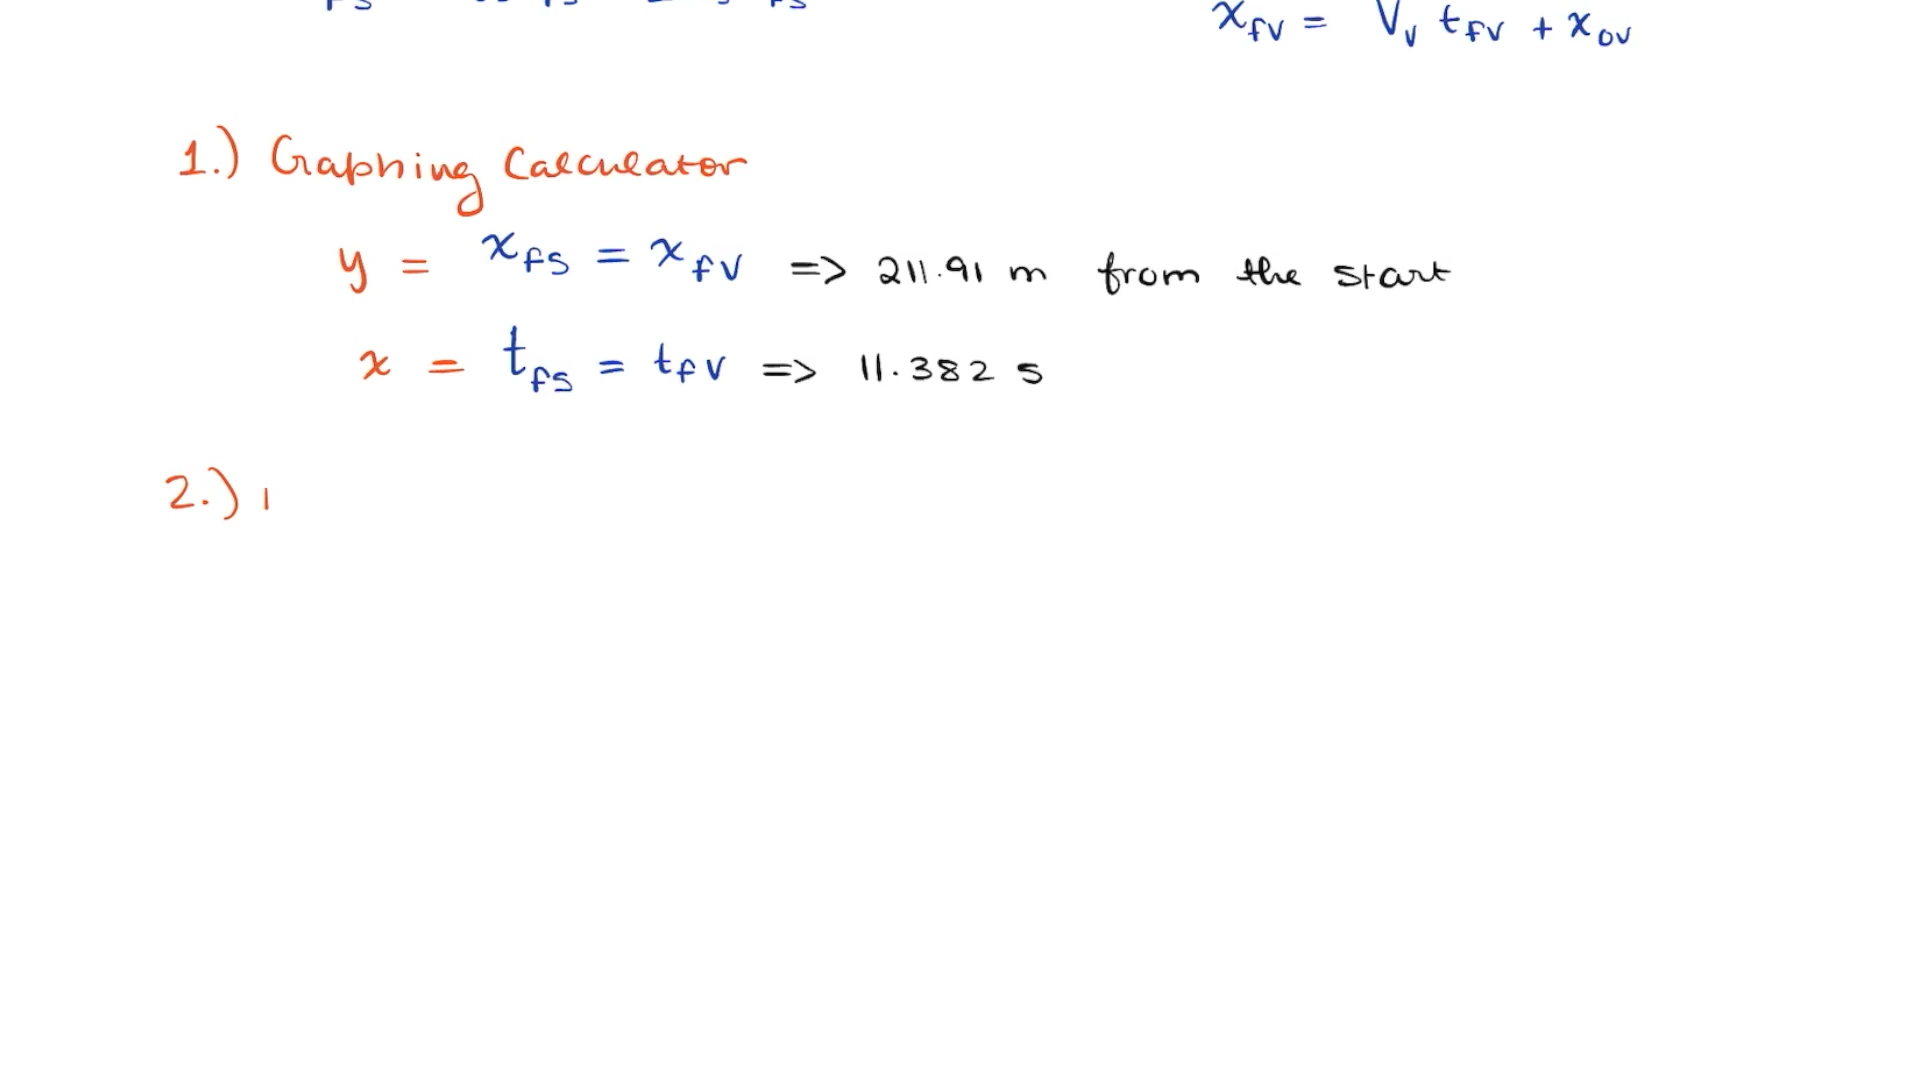 x_fv = V_v t_fv + x_ov
1.) Graphing Calculator
y = x_fs = x_fv => 211.91 m from the start
x = t_fs = t_fv => 11.382 s
2.)